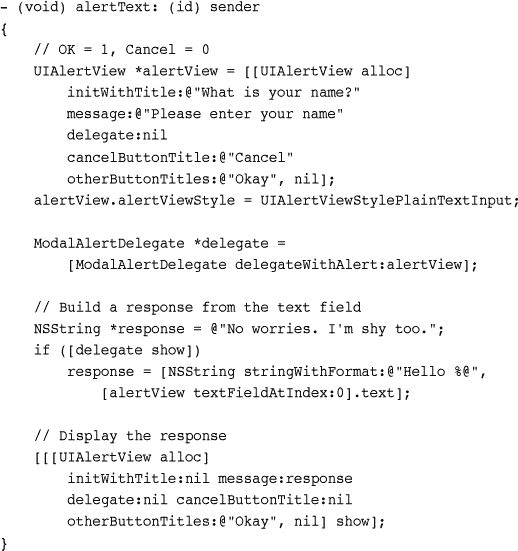 - (void) alertText: (id) sender
{
    // OK = 1, Cancel = 0
    UIAlertView *alertView = [[UIAlertView alloc]
        initWithTitle:@"What is your name?"
        message:@"Please enter your name"
        delegate:nil
        cancelButtonTitle:@"Cancel"
        otherButtonTitles:@"Okay", nil];
    alertView.alertViewStyle = UIAlertViewStylePlainTextInput;

    ModalAlertDelegate *delegate =
        [ModalAlertDelegate delegateWithAlert:alertView];

    // Build a response from the text field
    NSString *response = @"No worries. I'm shy too.";
    if ([delegate show])
        response = [NSString stringWithFormat:@"Hello %@",
            [alertView textFieldAtIndex:0].text];

    // Display the response
    [[[UIAlertView alloc]
        initWithTitle:nil message:response
        delegate:nil cancelButtonTitle:nil
        otherButtonTitles:@"Okay", nil] show];
}